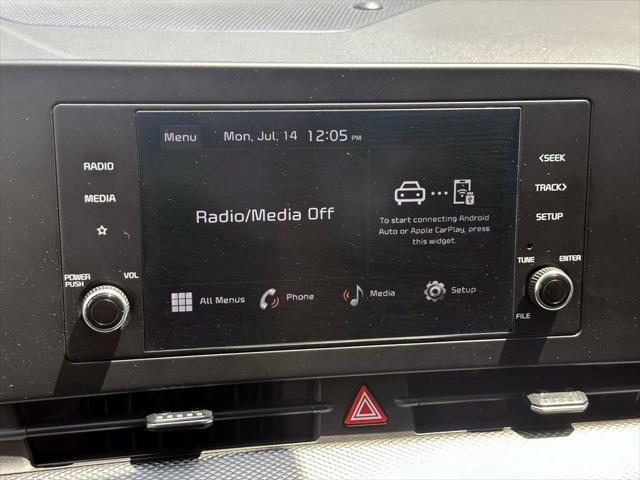 Menu Mon, Jul. 14 12:05 PM
RADIO
MEDIA
POWER
PUSH
VOL
Radio/Media Off
To start connecting Android
Auto or Apple CarPlay, press
this widget.
All Menus
Phone
Media
Setup
<SEEK
TRACK>
SETUP
TUNE
ENTER
FILE